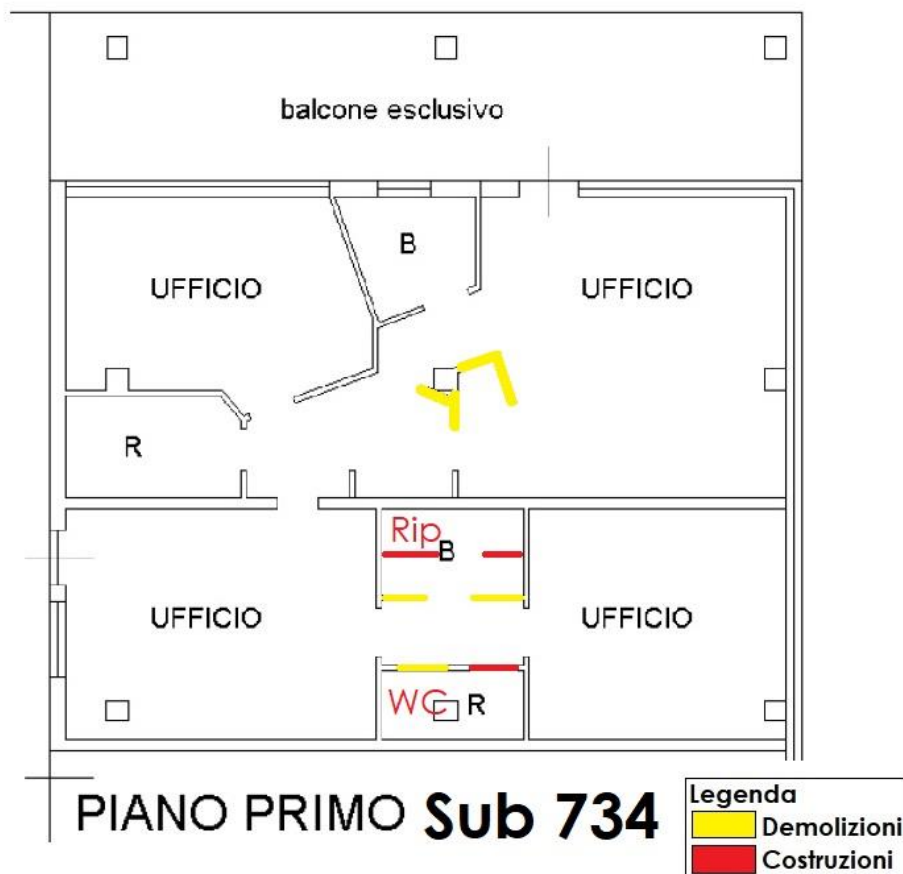 balcone esclusivo
B
UFFICIO
UFFICIO
R
Rip
B
UFFICIO
UFFICIO
WC
R
PIANO PRIMO Sub 734
Legenda
Demolizioni
Costruzioni